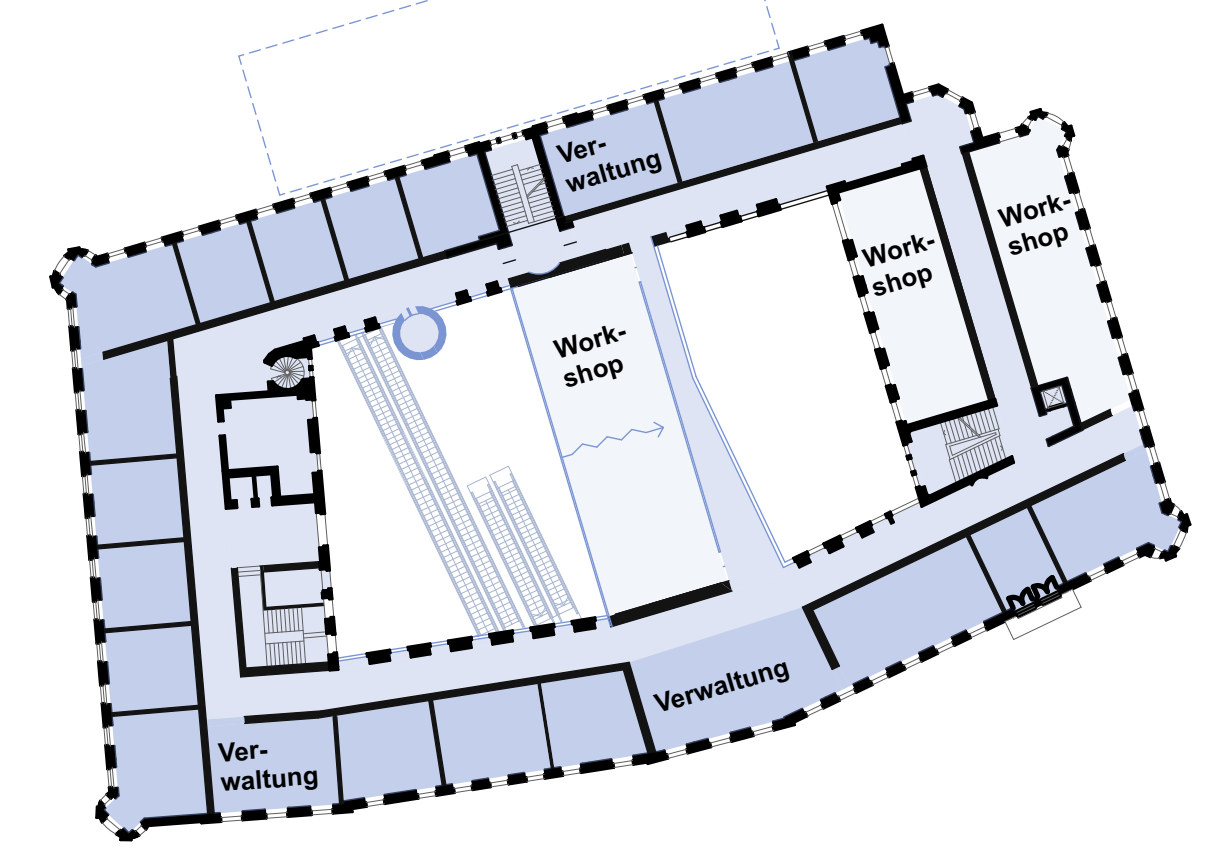 Ver-
waltung
Work-
shop
Work-
shop
Work-
shop
Verwaltung
Ver-
waltung